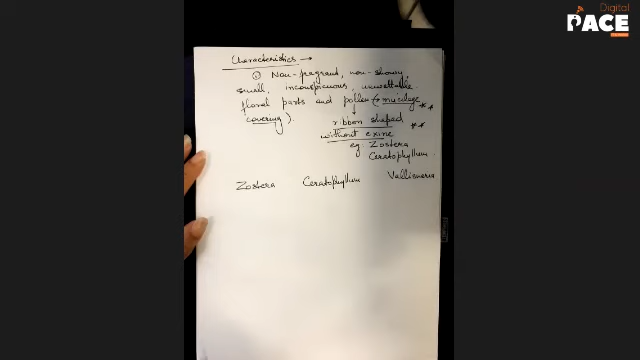 Digital
PACE
Characteristics →
① Non-fragrant, non-showy,
small, inconspicuous, unwettable
floral parts and pollen (→ mucilage **
covering).
ribbon shaped **
without exine
eg. Zostera
Ceratophyllum
Zostera Ceratophyllum Vallisneria